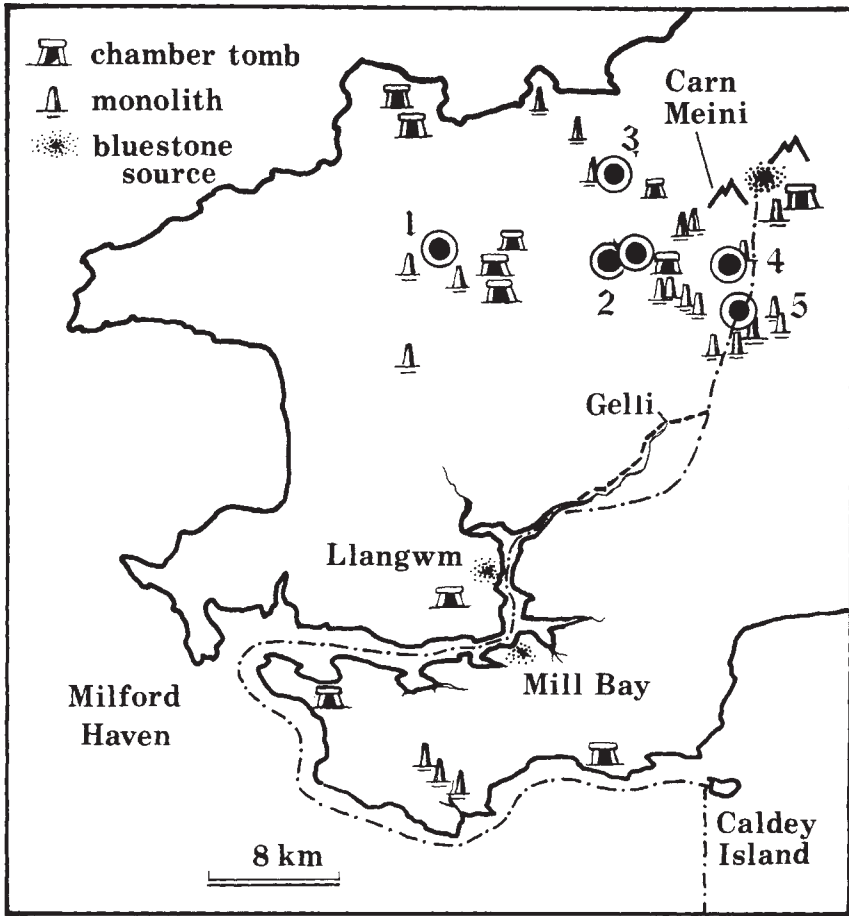 chamber tomb
monolith
bluestone
source
Carn
Meini
3
1
2
4
5
Gelli
Llangwm
Mill Bay
Milford
Haven
8 km
Caldey
Island